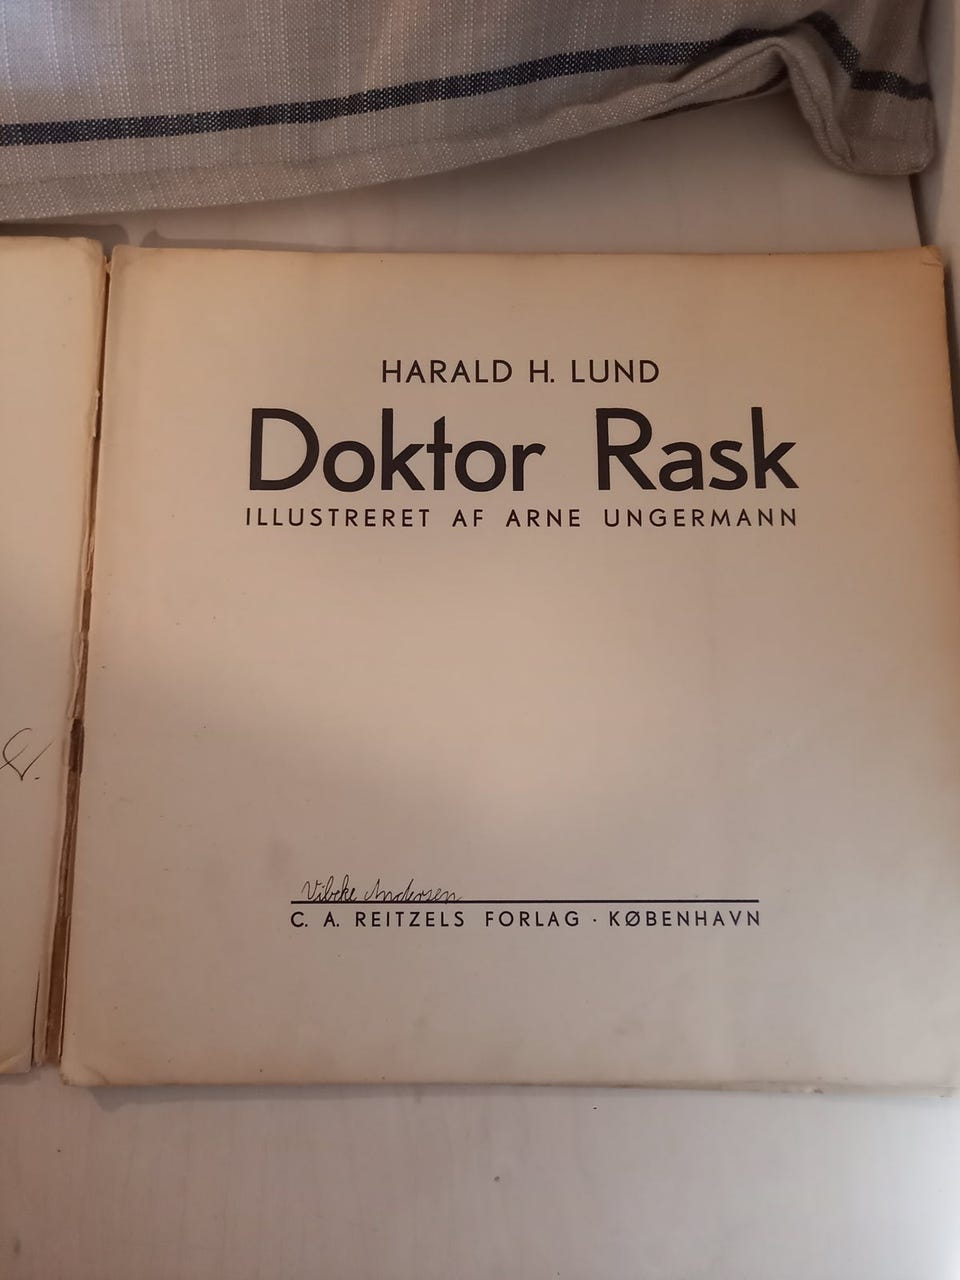 HARALD H. LUND
Doktor Rask
ILLUSTRERET AF ARNE UNGERMANN
Vibeke Andersen
C. A. REITZELS FORLAG · KØBENHAVN